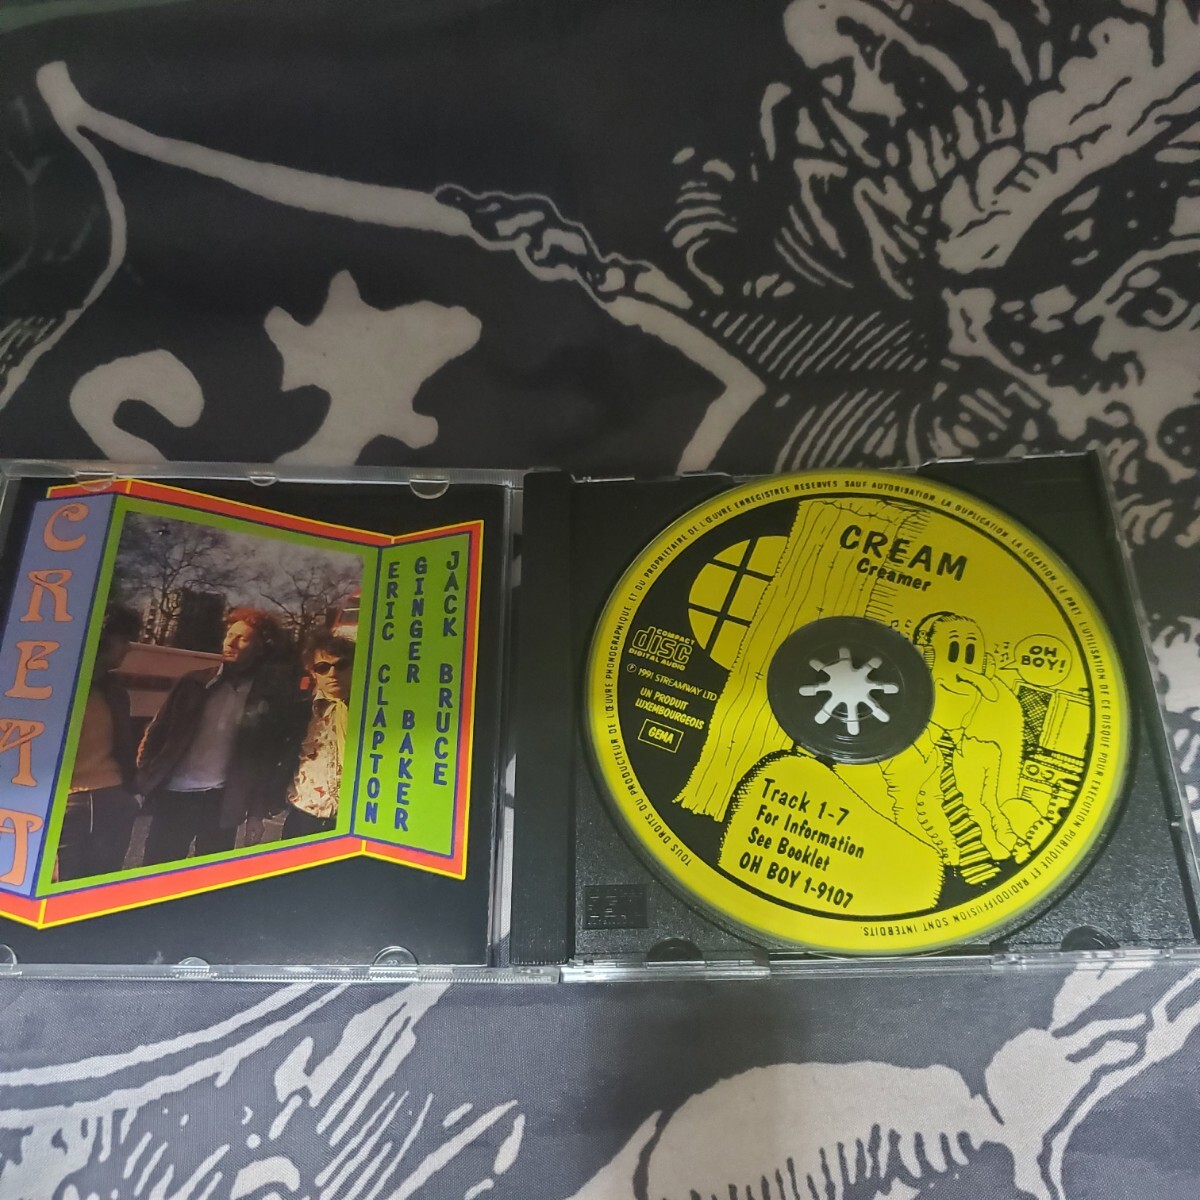 CREAM
JACK BRUCE
GINGER BAKER
ERIC CLAPTON
CREAM
Creamer
COMPACT
disc
DIGITAL AUDIO
℗ 1991 STREAMWAY LTD
UN PRODUIT
LUXEMBOURGEOIS
GEMA
OH
BOY!
Track 1-7
For Information
See Booklet
OH BOY 1-9107
TOUS DROITS DU PRODUCTEUR DE L'ŒUVRE PHONOGRAPHIQUE ET DU PROPRIETAIRE DE L'ŒUVRE ENREGISTREE RESERVES SAUF AUTORISATION LA DUPLICATION, LA LOCATION, LE PRET, L'UTILISATION DE CE DISQUE POUR EXECUTION PUBLIQUE ET RADIODIFFUSION SONT INTERDITS.